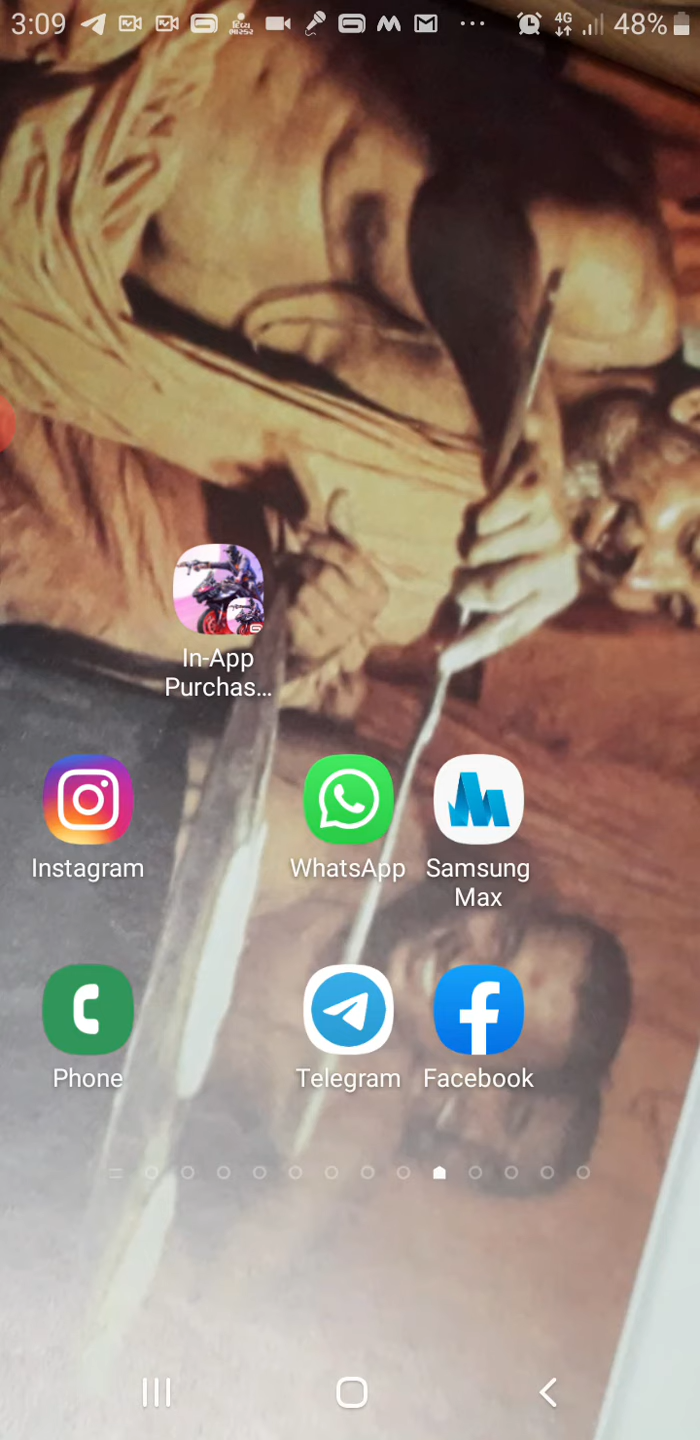 3:09
4G
48%
In-App
Purchas...
Instagram
WhatsApp
Samsung
Max
Phone
Telegram
Facebook